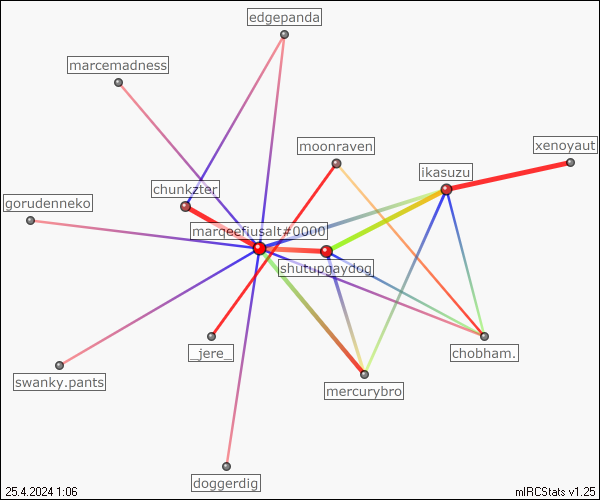 edgepanda
marcemadness
moonraven
xenoyaut
ikasuzu
chunkzter
gorudenneko
marqeefiusalt#0000
shutupgaydog
_jere_
chobham.
swanky.pants
mercurybro
doggerdig
25.4.2024 1:06
mIRCStats v1.25